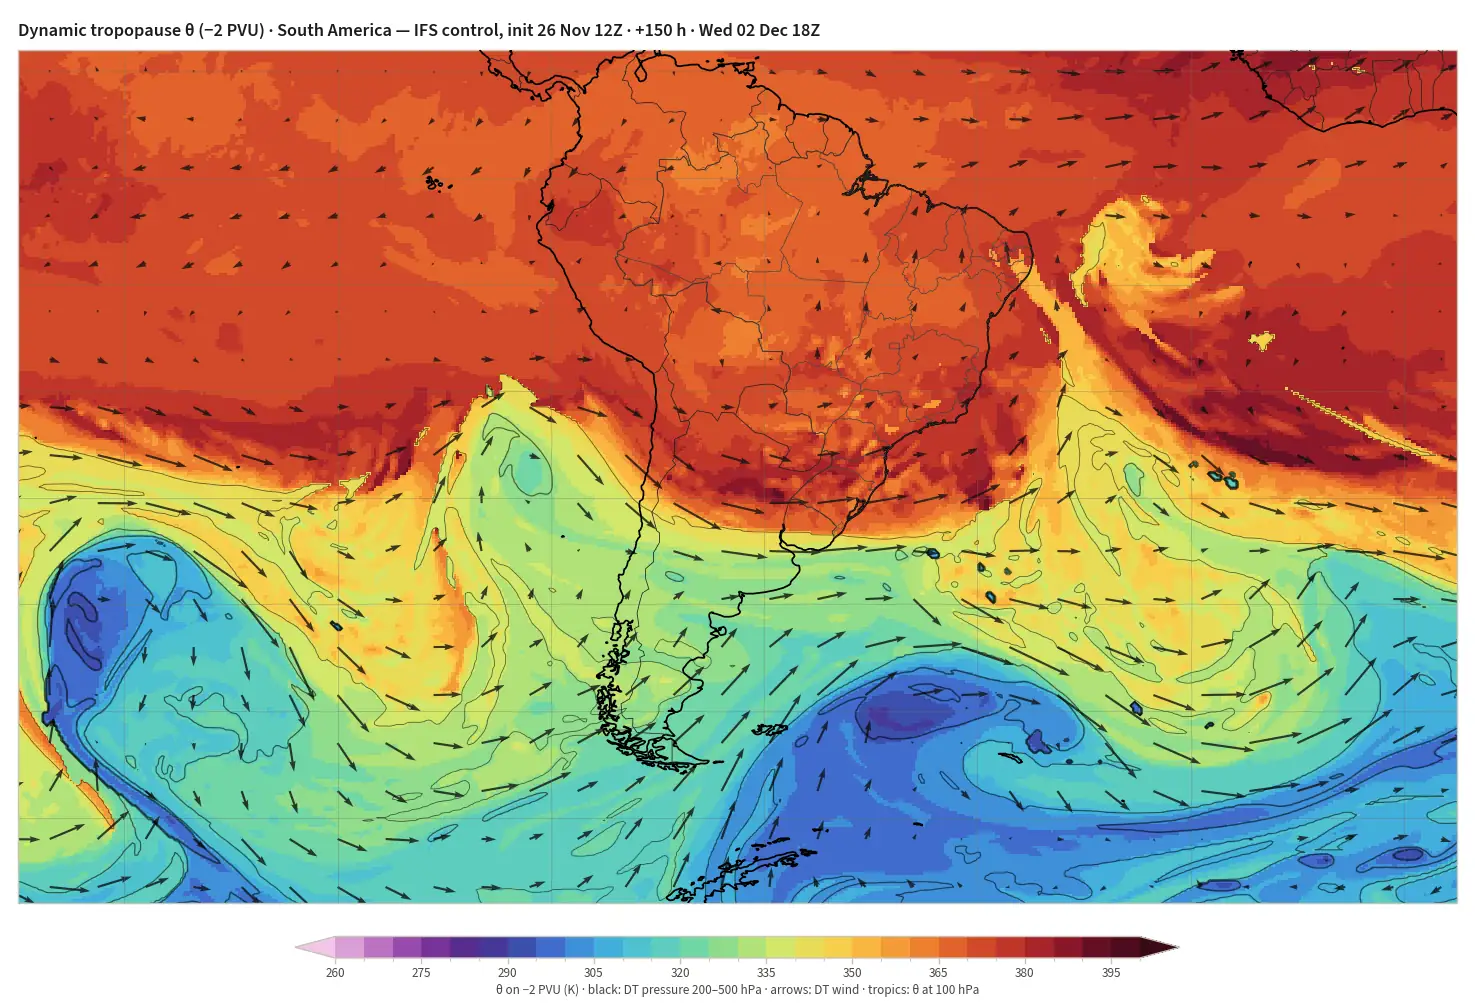 Dynamic tropopause θ (−2 PVU) · South America — IFS control, init 26 Nov 12Z · +150 h · Wed 02 Dec 18Z
260 275 290 305 320 335 350 365 380 395
θ on −2 PVU (K) · black: DT pressure 200–500 hPa · arrows: DT wind · tropics: θ at 100 hPa